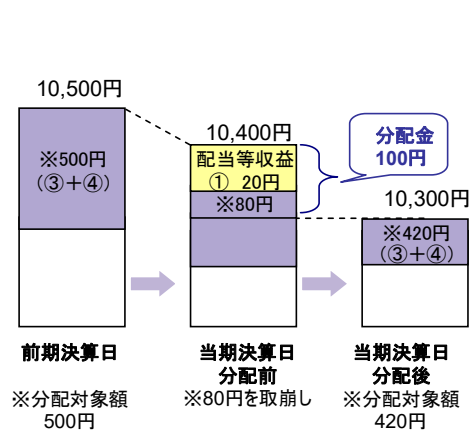 10,500円
※500円
(③+④)
前期決算日
※分配対象額
500円
10,400円
配当等収益
① 20円
※80円
当期決算日
分配前
※80円を取崩し
分配金
100円
10,300円
※420円
(③+④)
当期決算日
分配後
※分配対象額
420円